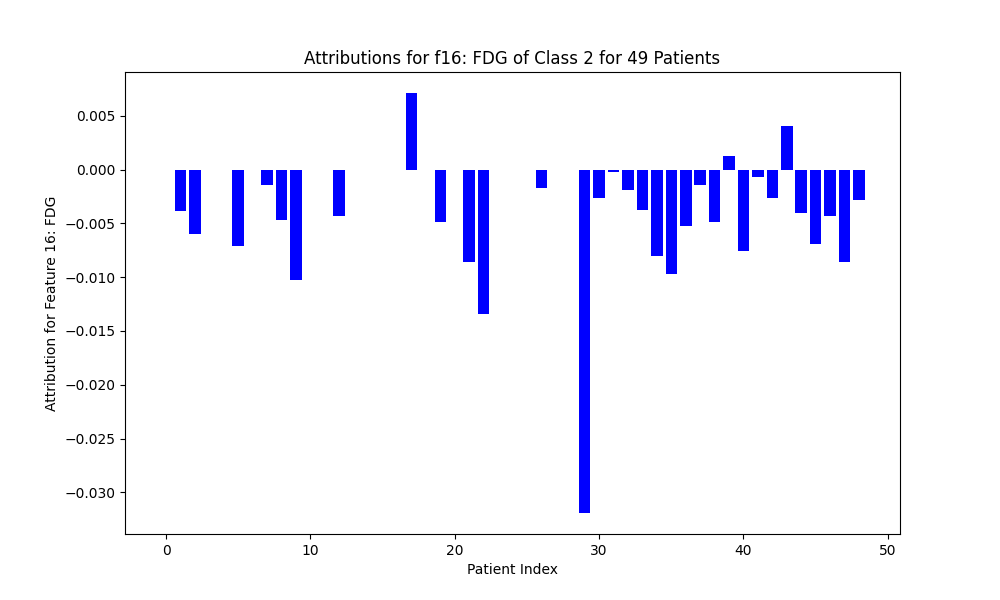 Attributions for f16: FDG of Class 2 for 49 Patients
Attribution for Feature 16: FDG
0.005
0.000
−0.005
−0.010
−0.015
−0.020
−0.025
−0.030
0 10 20 30 40 50
Patient Index